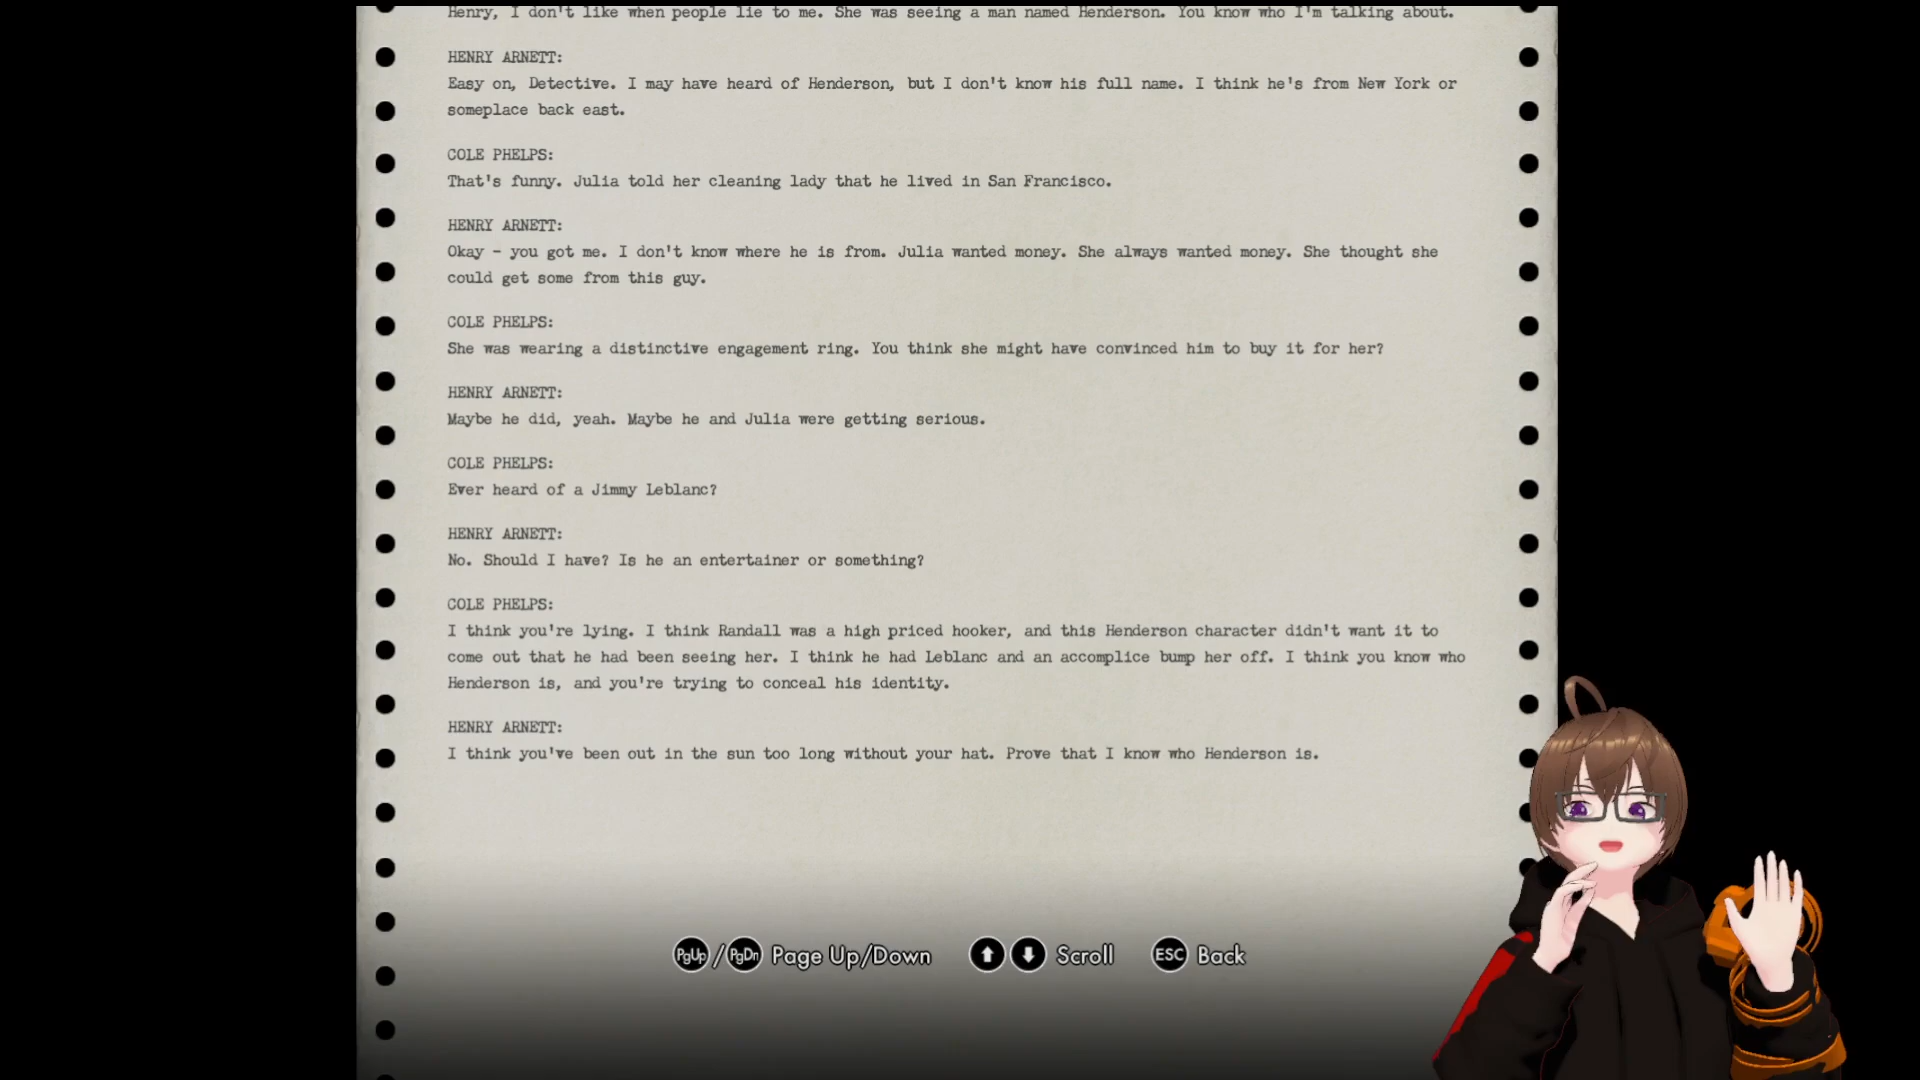 Henry, I don't like when people lie to me. She was seeing a man named Henderson. You know who I'm talking about.
HENRY ARNETT:
Easy on, Detective. I may have heard of Henderson, but I don't know his full name. I think he's from New York or
someplace back east.
COLE PHELPS:
That's funny. Julia told her cleaning lady that he lived in San Francisco.
HENRY ARNETT:
Okay - you got me. I don't know where he is from. Julia wanted money. She always wanted money. She thought she
could get some from this guy.
COLE PHELPS:
She was wearing a distinctive engagement ring. You think she might have convinced him to buy it for her?
HENRY ARNETT:
Maybe he did, yeah. Maybe he and Julia were getting serious.
COLE PHELPS:
Ever heard of a Jimmy Leblanc?
HENRY ARNETT:
No. Should I have? Is he an entertainer or something?
COLE PHELPS:
I think you're lying. I think Randall was a high priced hooker, and this Henderson character didn't want it to
come out that he had been seeing her. I think he had Leblanc and an accomplice bump her off. I think you know who
Henderson is, and you're trying to conceal his identity.
HENRY ARNETT:
I think you've been out in the sun too long without your hat. Prove that I know who Henderson is.
PgUp/PgDn Page Up/Down Scroll ESC Back